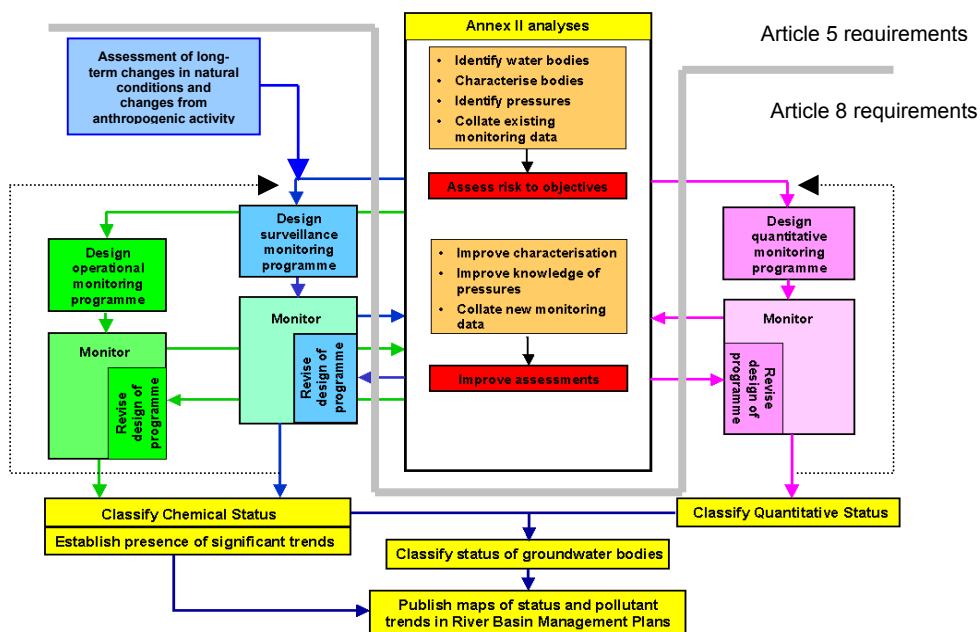 Annex II analyses
Article 5 requirements
Assessment of long-
term changes in natural
conditions and
changes from
anthropogenic activity
• Identify water bodies
• Characterise bodies
• Identify pressures
• Collate existing
monitoring data
Article 8 requirements
Assess risk to objectives
Design
surveillance
monitoring
programme
Design
quantitative
monitoring
programme
Design
operational
monitoring
programme
• Improve characterisation
• Improve knowledge of
pressures
• Collate new monitoring
data
Monitor
Revise
design of
programme
Monitor
Revise
design of
programme
Monitor
Revise
design of
programme
Improve assessments
Classify Chemical Status
Establish presence of significant trends
Classify Quantitative Status
Classify status of groundwater bodies
Publish maps of status and pollutant
trends in River Basin Management Plans